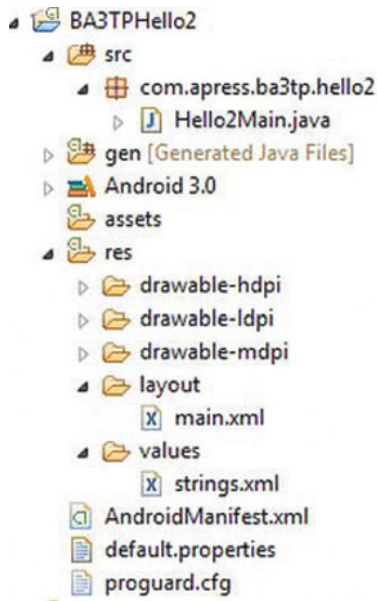 BA3TPHello2
src
com.apress.ba3tp.hello2
Hello2Main.java
gen [Generated Java Files]
Android 3.0
assets
res
drawable-hdpi
drawable-ldpi
drawable-mdpi
layout
main.xml
values
strings.xml
AndroidManifest.xml
default.properties
proguard.cfg